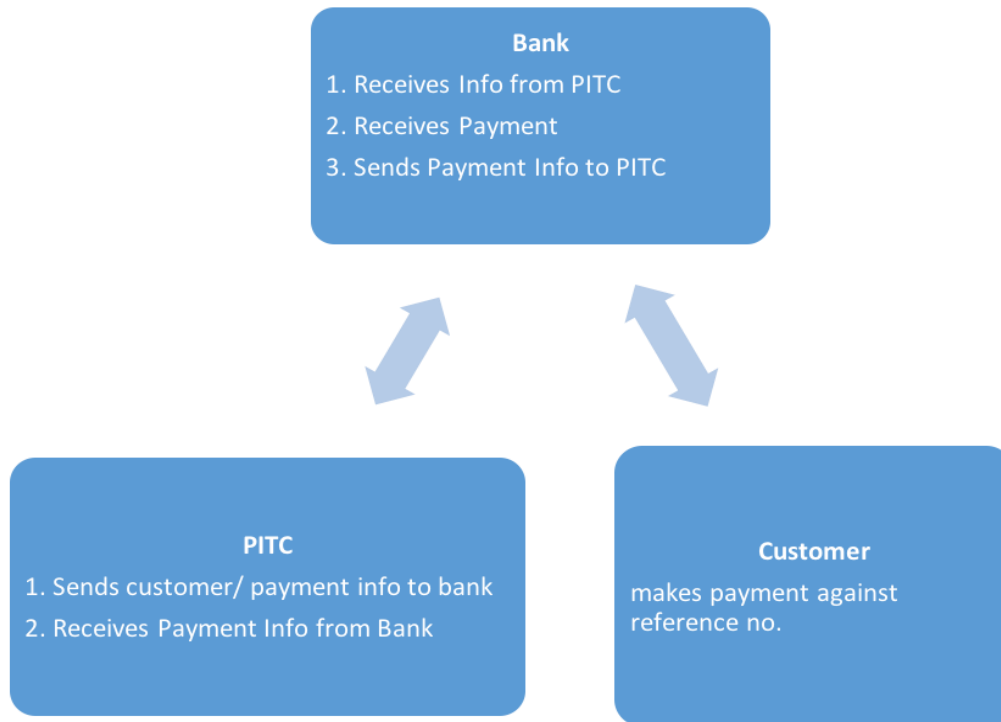 Bank
1. Receives Info from PITC
2. Receives Payment
3. Sends Payment Info to PITC
PITC
1. Sends customer/ payment info to bank
2. Receives Payment Info from Bank
Customer
makes payment against
reference no.